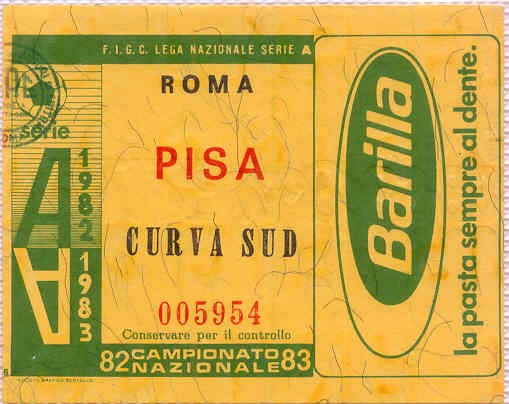 F.I.G.C. LEGA NAZIONALE SERIE A
ROMA
PISA
CURVA SUD
005954
Conservare per il controllo
82 CAMPIONATO NAZIONALE 83
serie
A
1982
A
1983
Barilla
la pasta sempre al dente.